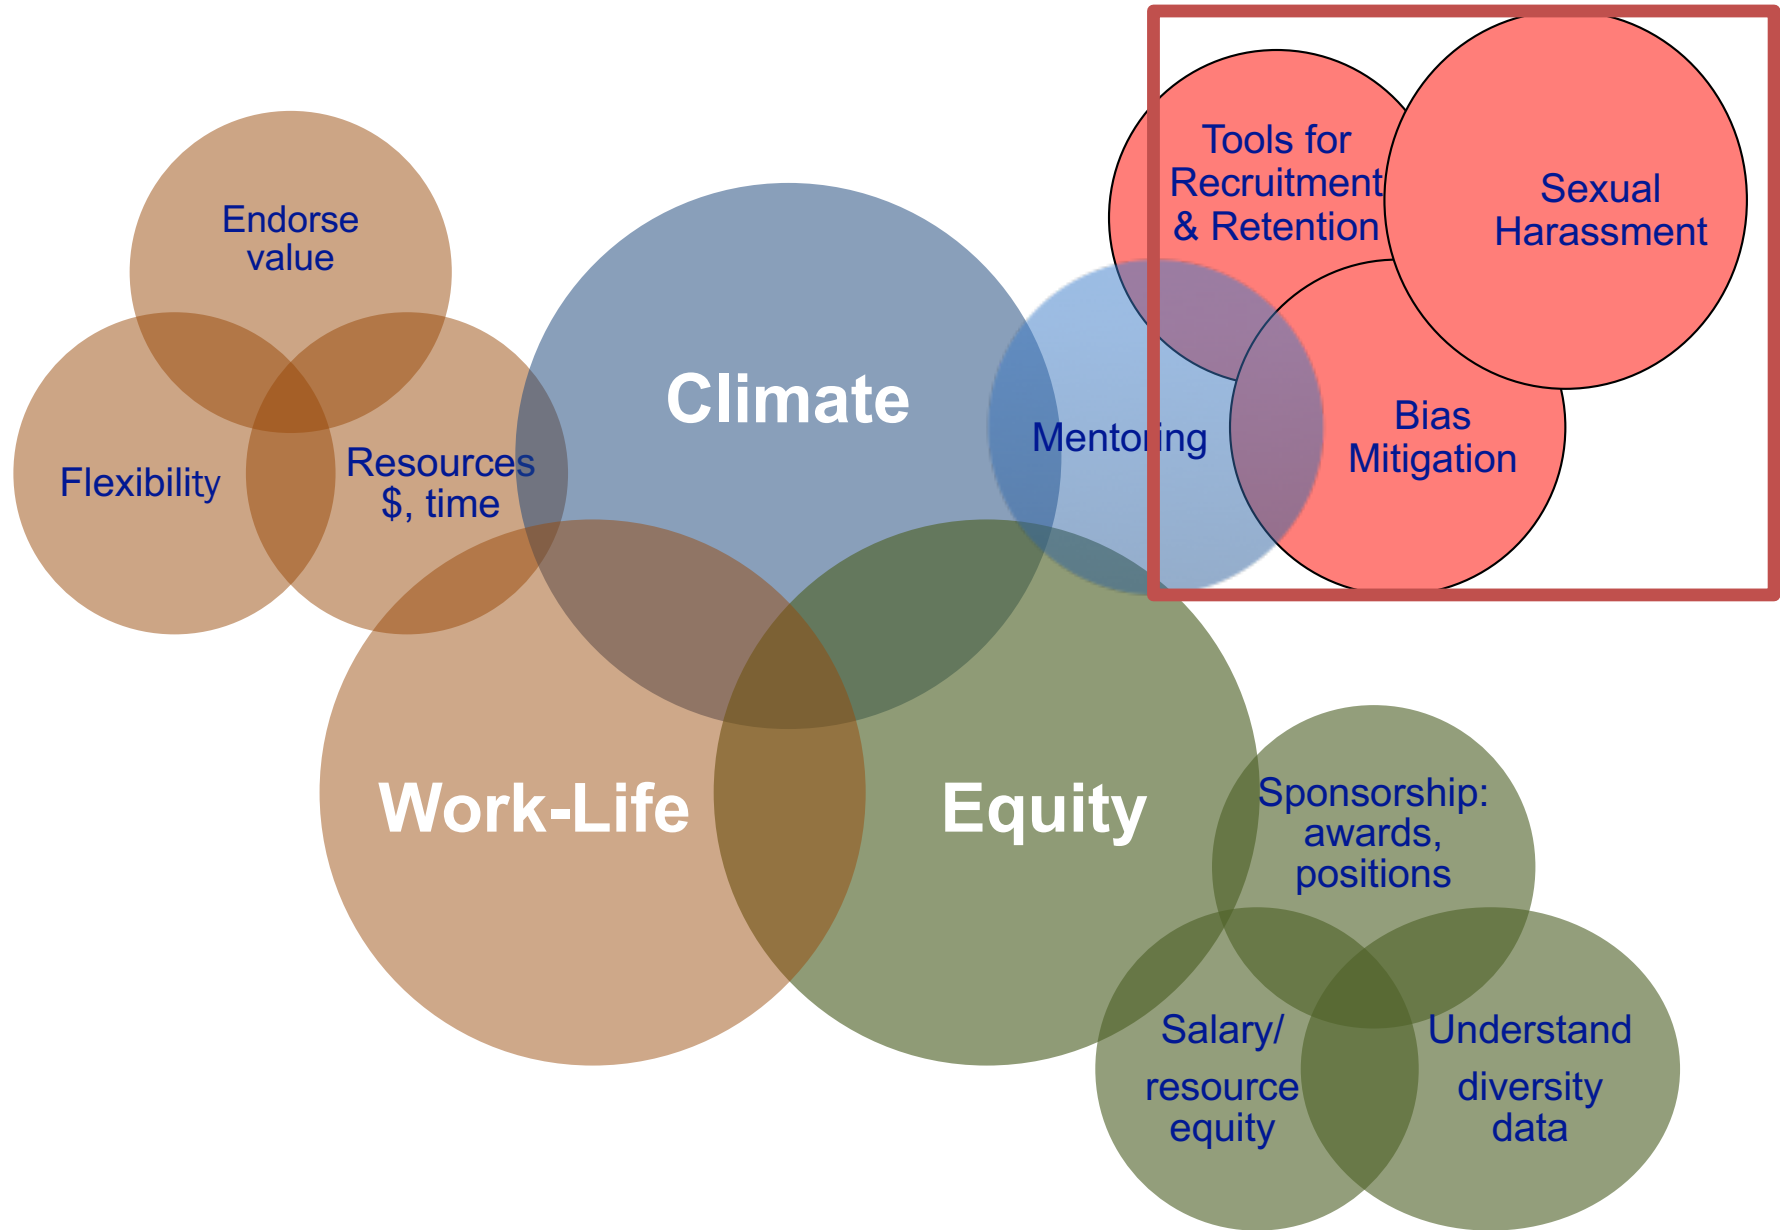 Endorse
value
Flexibility
Resources
$, time
Climate
Work-Life
Equity
Mentoring
Tools for
Recruitment
& Retention
Sexual
Harassment
Bias
Mitigation
Sponsorship:
awards,
positions
Salary/
resource
equity
Understand
diversity
data